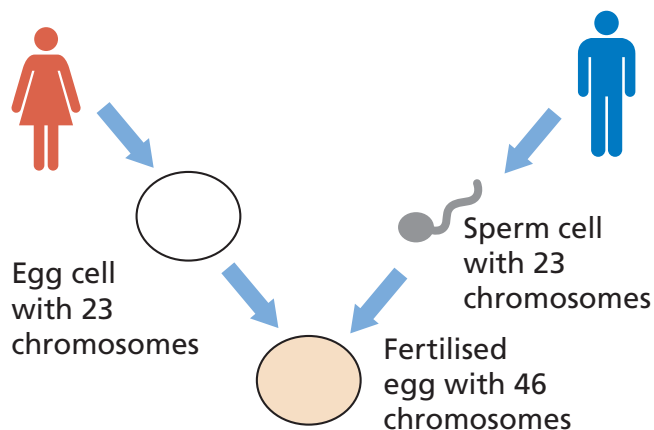 Egg cell
with 23
chromosomes
Sperm cell
with 23
chromosomes
Fertilised
egg with 46
chromosomes